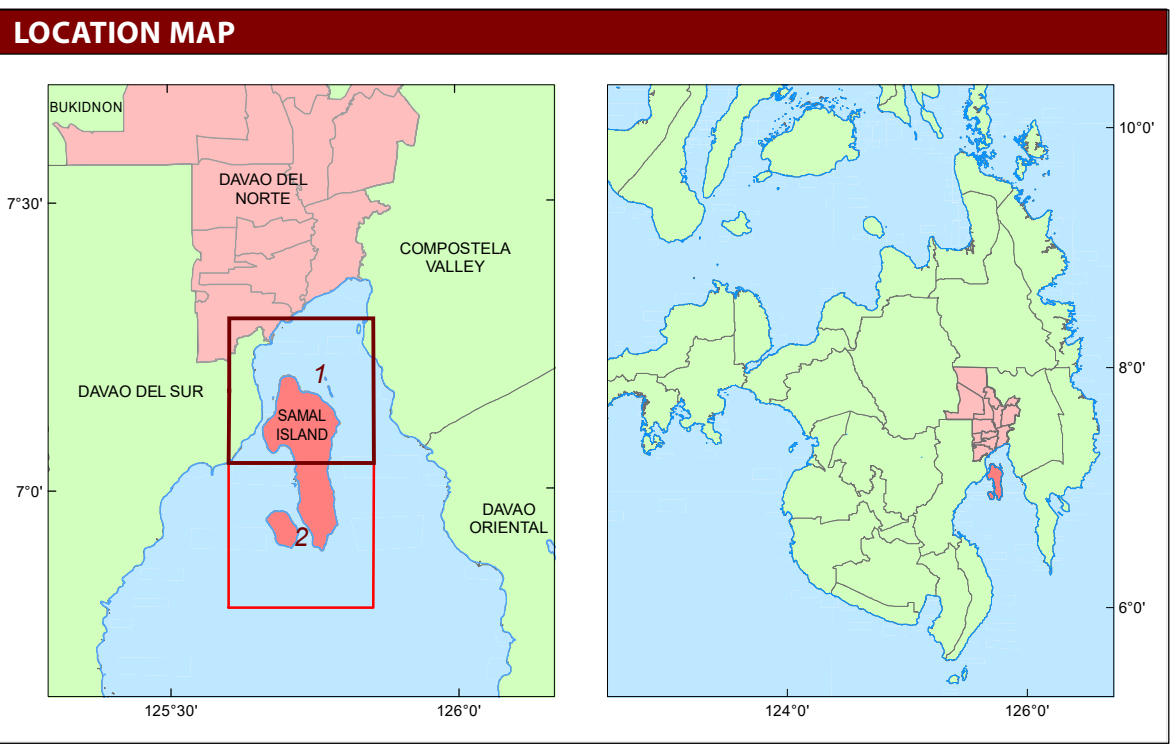 LOCATION MAP
BUKIDNON
DAVAO DEL
NORTE
7°30'
COMPOSTELA
VALLEY
1
DAVAO DEL SUR
SAMAL
ISLAND
7°0'
DAVAO
ORIENTAL
2
125°30'
126°0'
10°0'
8°0'
6°0'
124°0'
126°0'